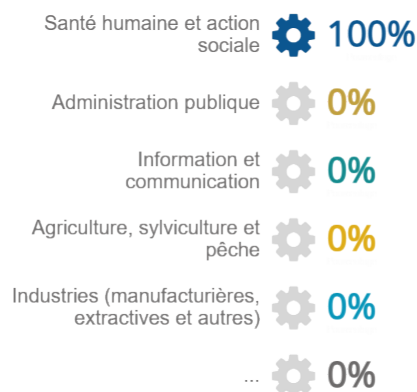 Santé humaine et action
sociale
100%
Administration publique
0%
Information et
communication
0%
Agriculture, sylviculture et
pêche
0%
Industries (manufacturières,
extractives et autres)
0%
...
0%